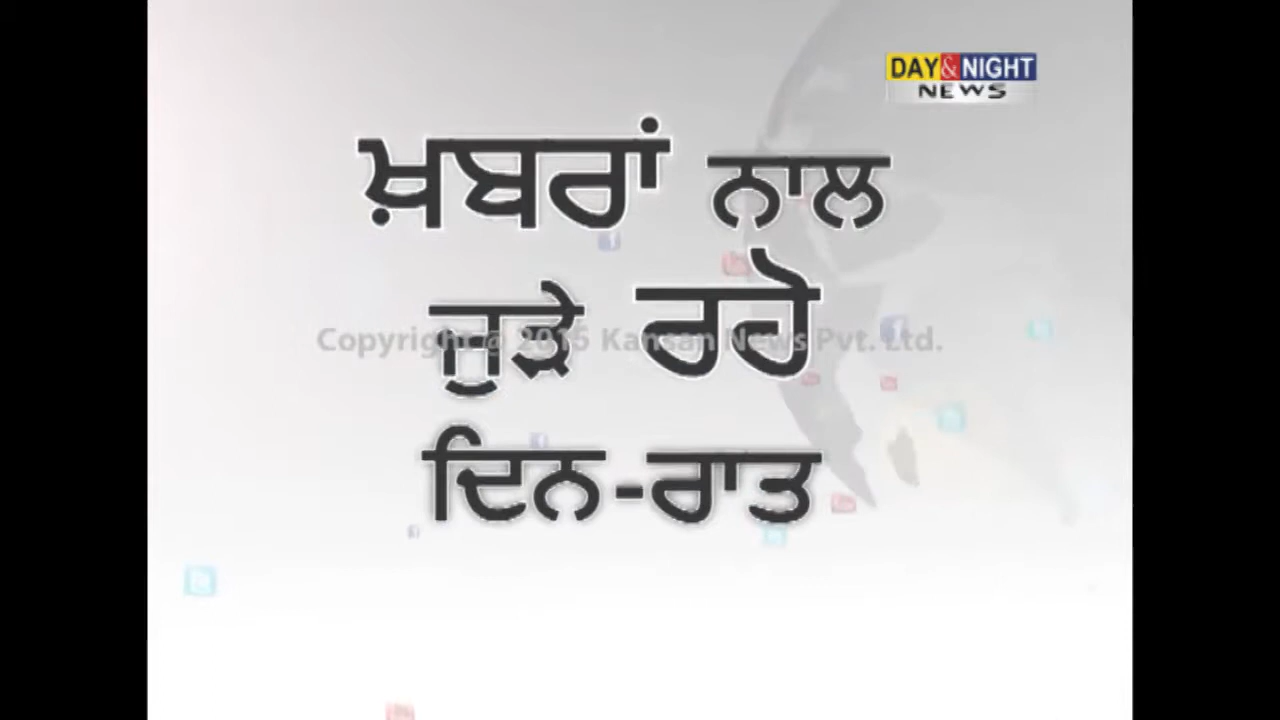 DAY & NIGHT
NEWS
ਖ਼ਬਰਾਂ ਨਾਲ
ਜੁੜੇ ਰਹੋ
Copyright @ 2015 Kansan News Pvt. Ltd.
ਦਿਨ-ਰਾਤ